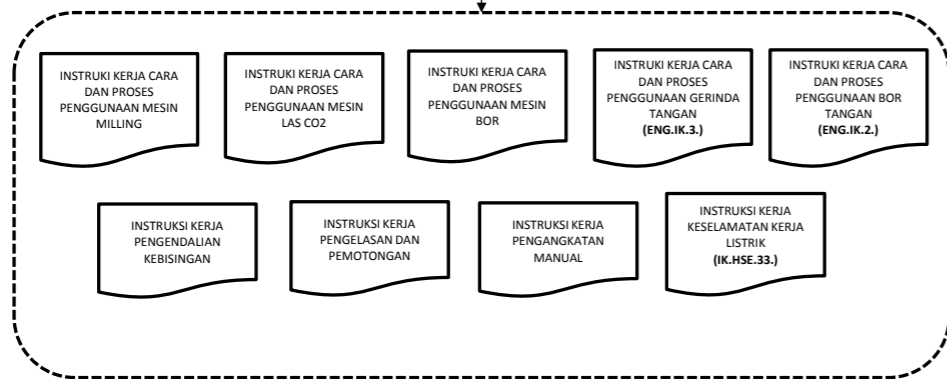 INSTRUKI KERJA CARA
DAN PROSES
PENGGUNAAN MESIN
MILLING
INSTRUKI KERJA CARA
DAN PROSES
PENGGUNAAN MESIN
LAS CO2
INSTRUKI KERJA CARA
DAN PROSES
PENGGUNAAN MESIN
BOR
INSTRUKI KERJA CARA
DAN PROSES
PENGGUNAAN GERINDA
TANGAN
(ENG.IK.3.)
INSTRUKI KERJA CARA
DAN PROSES
PENGGUNAAN BOR
TANGAN
(ENG.IK.2.)
INSTRUKSI KERJA
PENGENDALIAN
KEBISINGAN
INSTRUKSI KERJA
PENGELASAN DAN
PEMOTONGAN
INSTRUKSI KERJA
PENGANGKATAN
MANUAL
INSTRUKSI KERJA
KESELAMATAN KERJA
LISTRIK
(IK.HSE.33.)